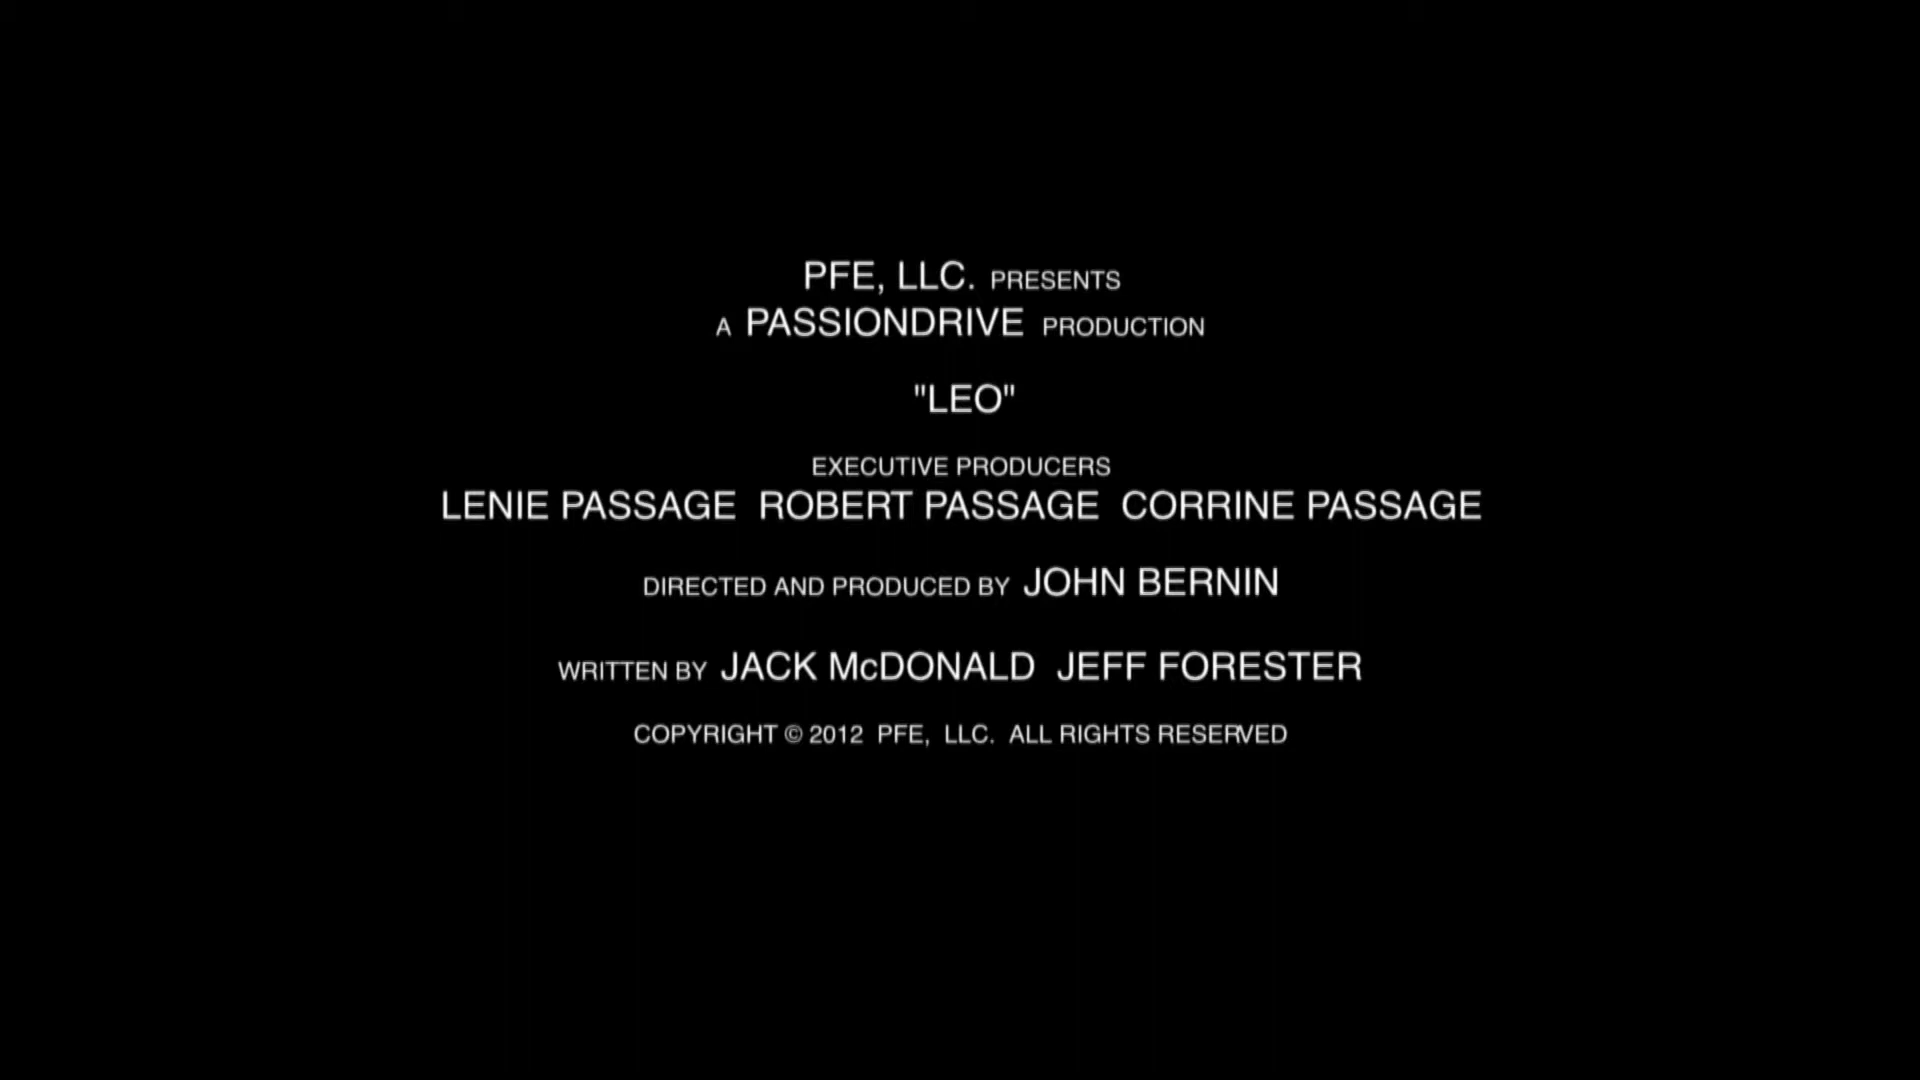 PFE, LLC. PRESENTS
A PASSIONDRIVE PRODUCTION
"LEO"
EXECUTIVE PRODUCERS
LENIE PASSAGE ROBERT PASSAGE CORRINE PASSAGE
DIRECTED AND PRODUCED BY JOHN BERNIN
WRITTEN BY JACK McDONALD JEFF FORESTER
COPYRIGHT © 2012 PFE, LLC. ALL RIGHTS RESERVED